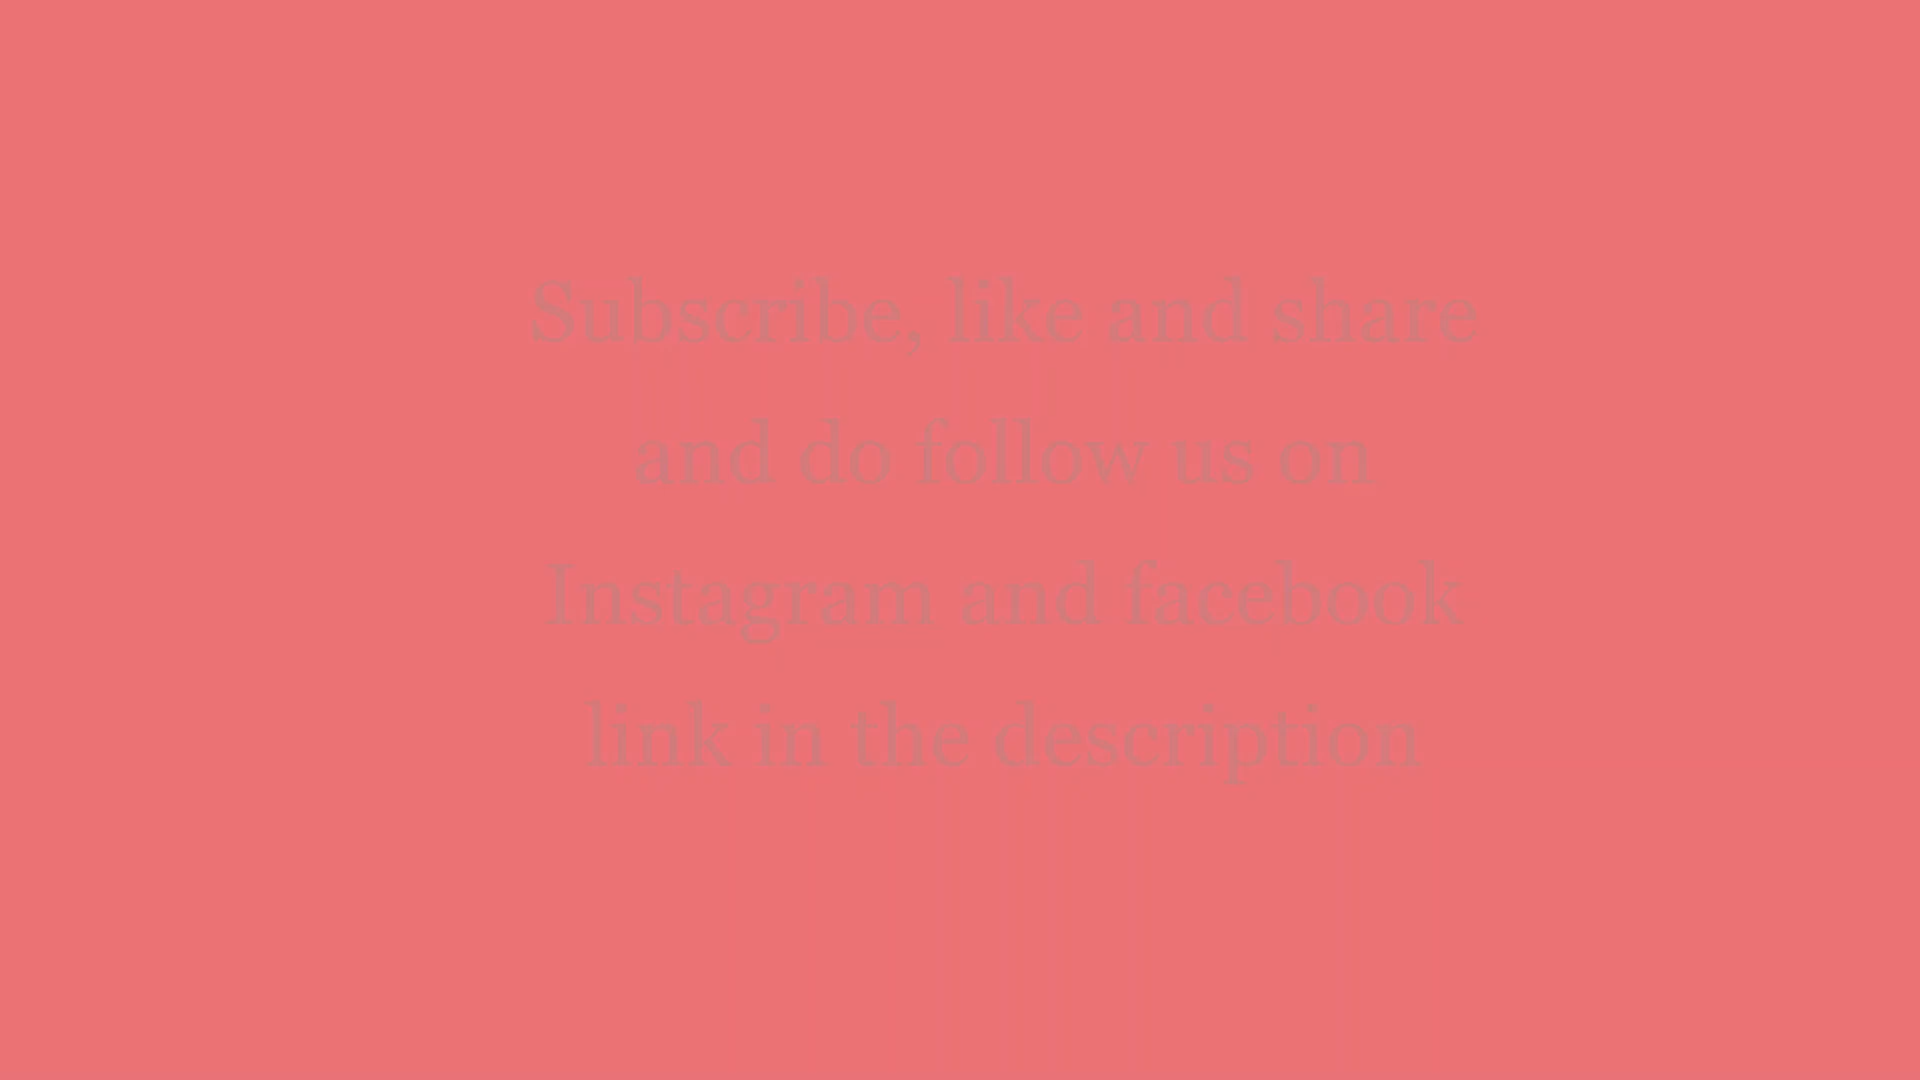 Subscribe, like and share
and do follow us on
Instagram and facebook
link in the description